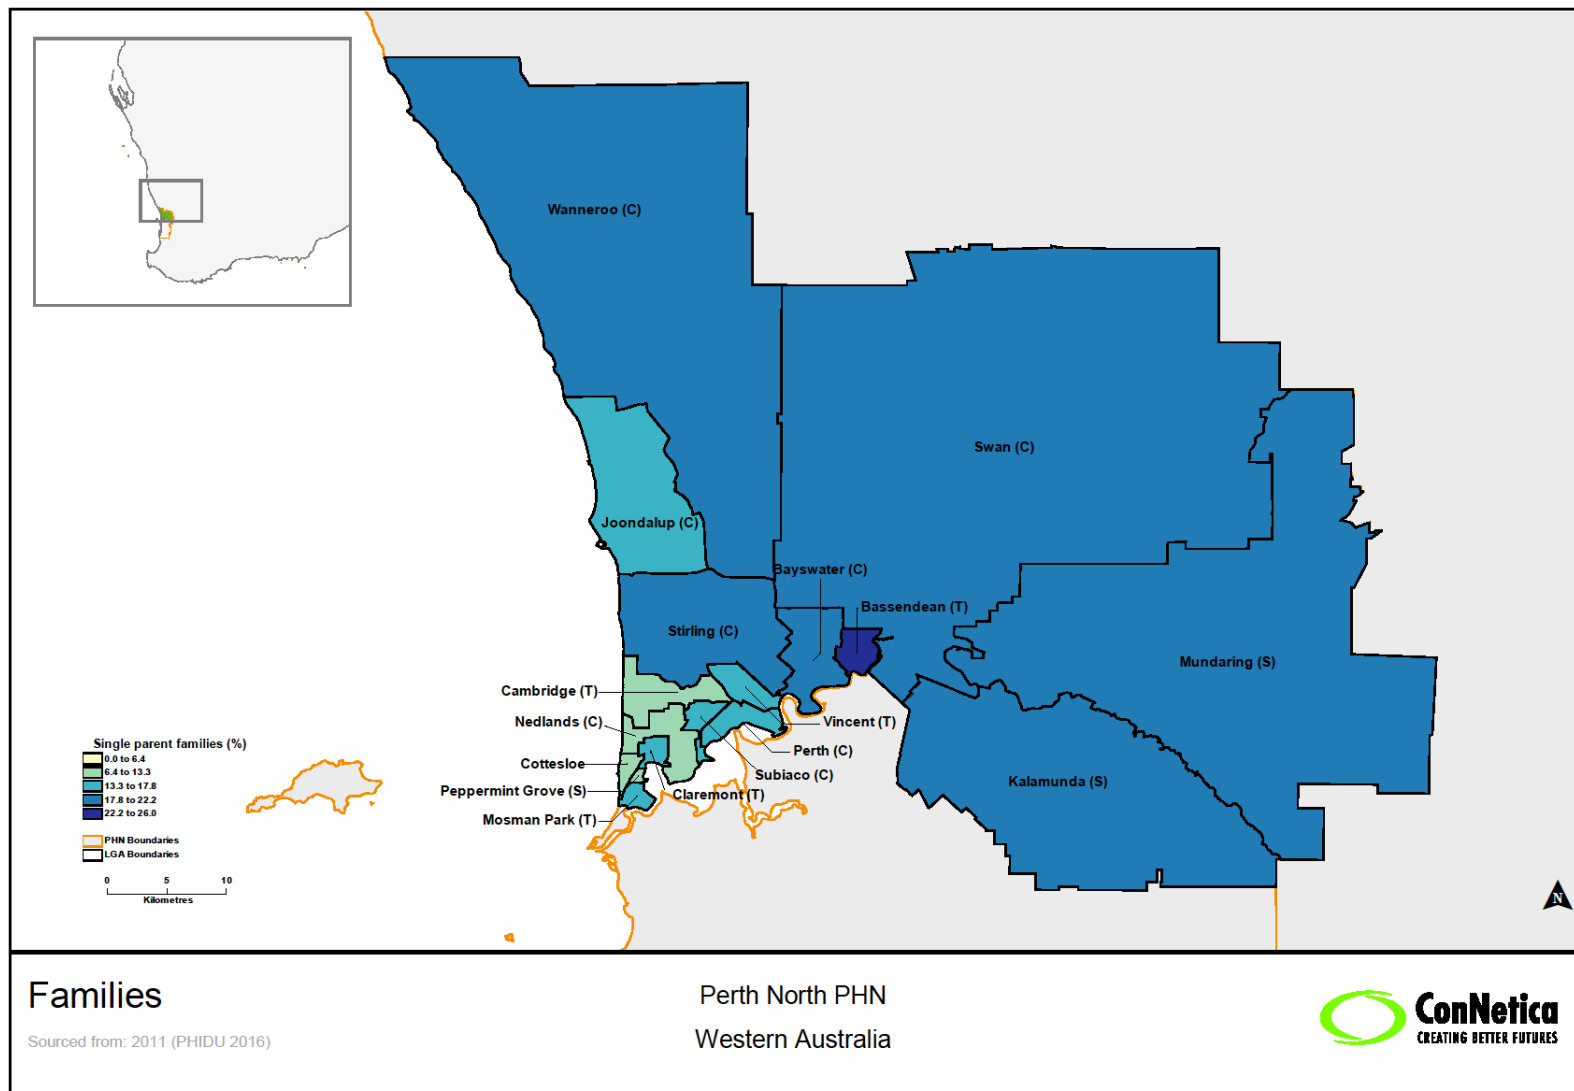 Wanneroo (C)
Swan (C)
Joondalup (C)
Bayswater (C)
Bassendean (T)
Stirling (C)
Mundaring (S)
Cambridge (T)
Nedlands (C)
Vincent (T)
Perth (C)
Cottesloe
Subiaco (C)
Kalamunda (S)
Peppermint Grove (S)
Claremont (T)
Mosman Park (T)
Single parent families (%)
0.0 to 6.4
6.4 to 13.3
13.3 to 17.8
17.8 to 22.2
22.2 to 26.0
PHN Boundaries
LGA Boundaries
0 5 10
Kilometres
N
Families
Sourced from: 2011 (PHIDU 2016)
Perth North PHN
Western Australia
ConNetica
CREATING BETTER FUTURES